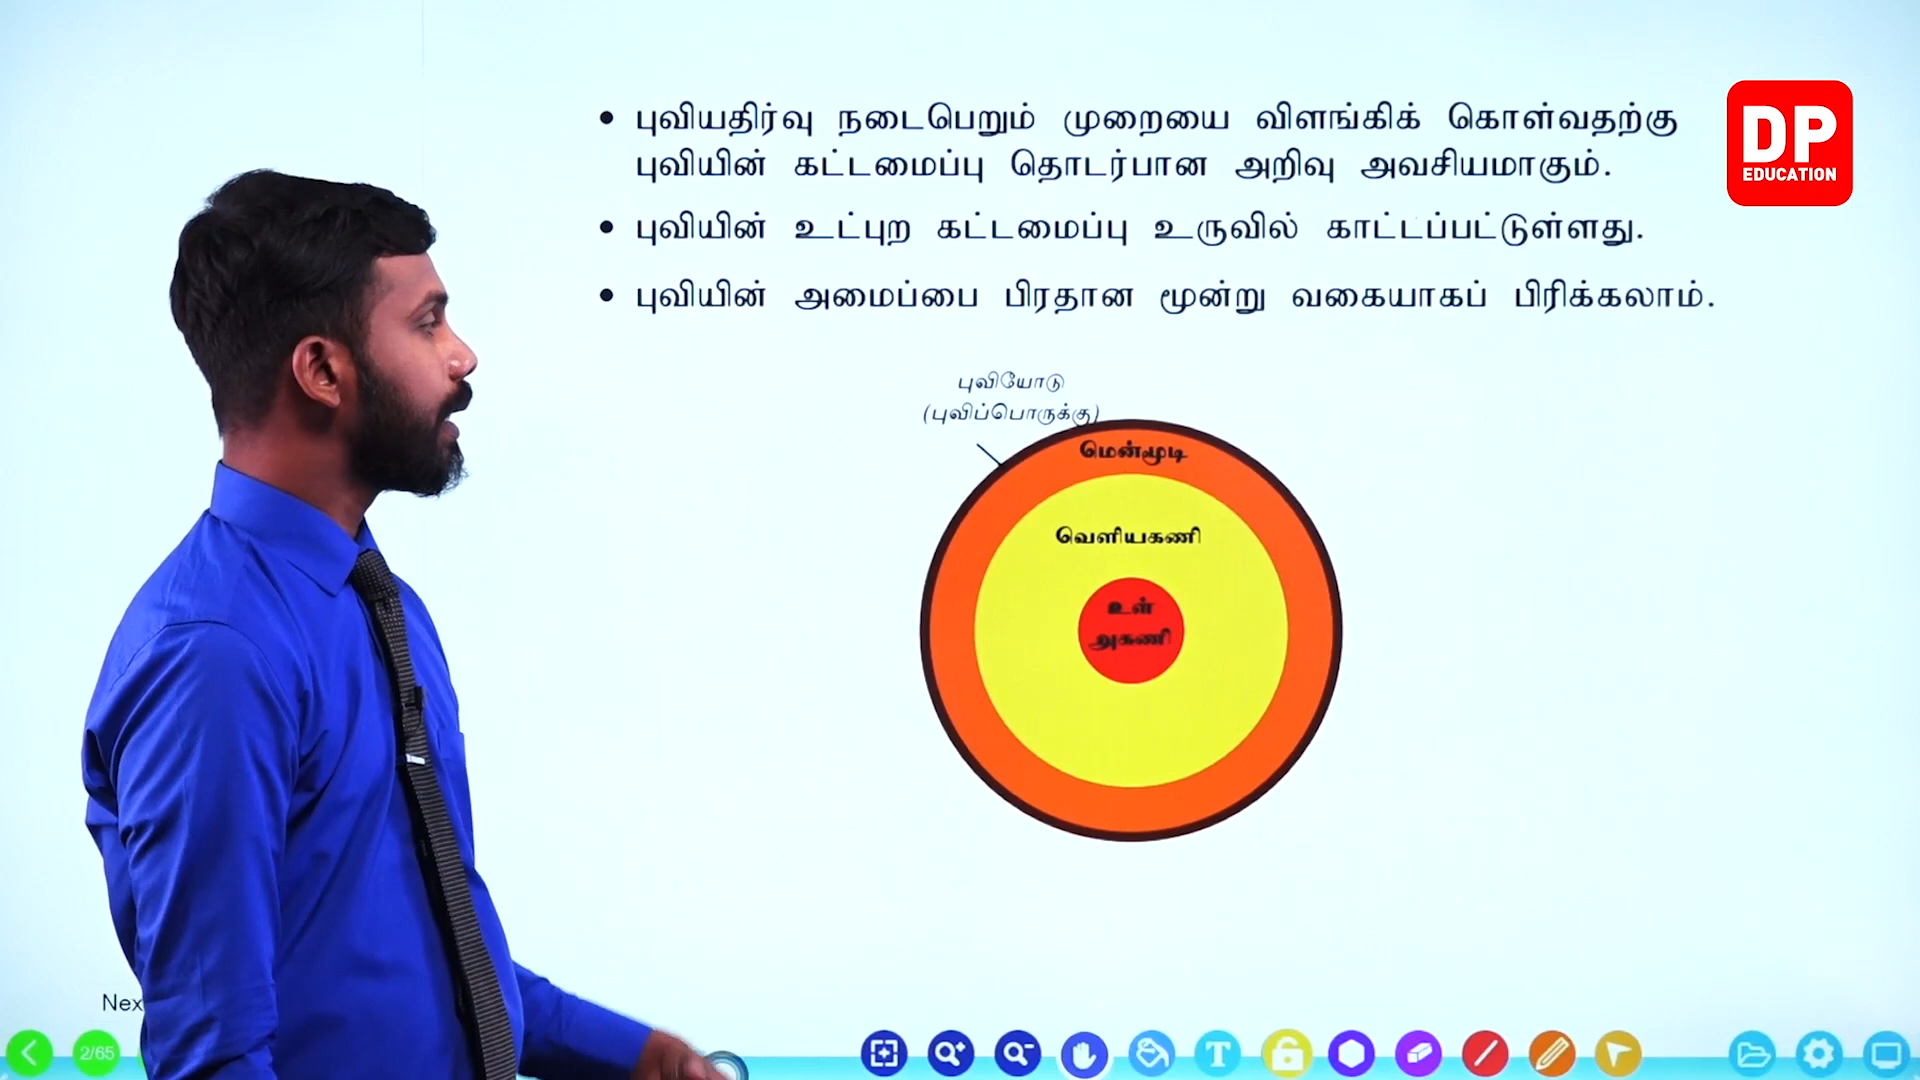 புவியதிர்வு நடைபெறும் முறையை விளங்கிக் கொள்வதற்கு
புவியின் கட்டமைப்பு தொடர்பான அறிவு அவசியமாகும்.
புவியின் உட்புற கட்டமைப்பு உருவில் காட்டப்பட்டுள்ளது.
புவியின் அமைப்பை பிரதான மூன்று வகையாகப் பிரிக்கலாம்.
DP
EDUCATION
புவியோடு
(புவிப்பொருக்கு)
மென்மூடி
வெளியகணி
உள்
அகணி
Nex
2/65
T